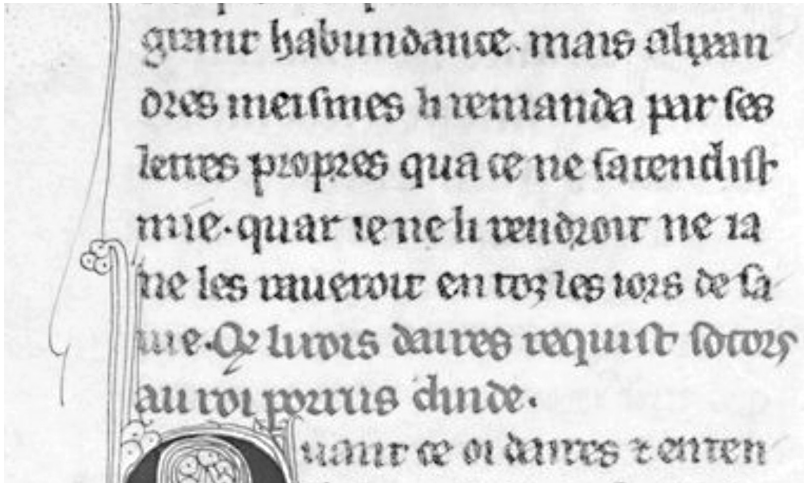 grant habundance. mais alixan
dres meismes li remanda par ses
lettres propres qua ce ne satendist
mie. quar ie ne li rendroit ne ia
ne les raueroit en toz les iors de sa
uie. Q li rois daires requist socors
au roi porrus dinde.
Quant ce oi daires ⁊ enten